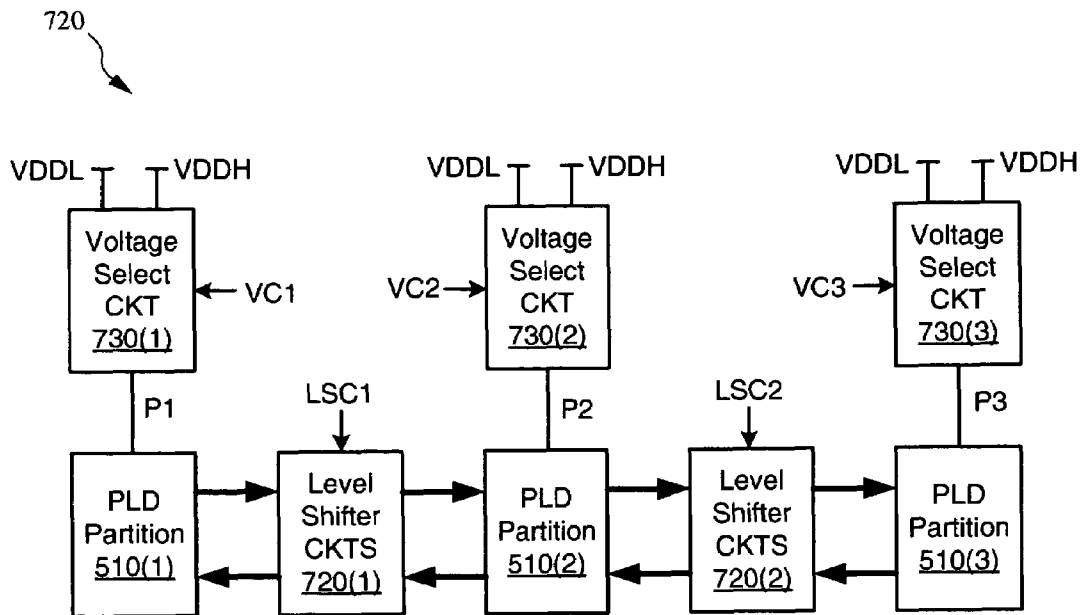 720
VDDL VDDH
VDDL VDDH
VDDL VDDH
Voltage
Select
CKT
730(1)
VC1
VC2
Voltage
Select
CKT
730(2)
VC3
Voltage
Select
CKT
730(3)
P1
LSC1
P2
LSC2
P3
PLD
Partition
510(1)
Level
Shifter
CKTS
720(1)
PLD
Partition
510(2)
Level
Shifter
CKTS
720(2)
PLD
Partition
510(3)